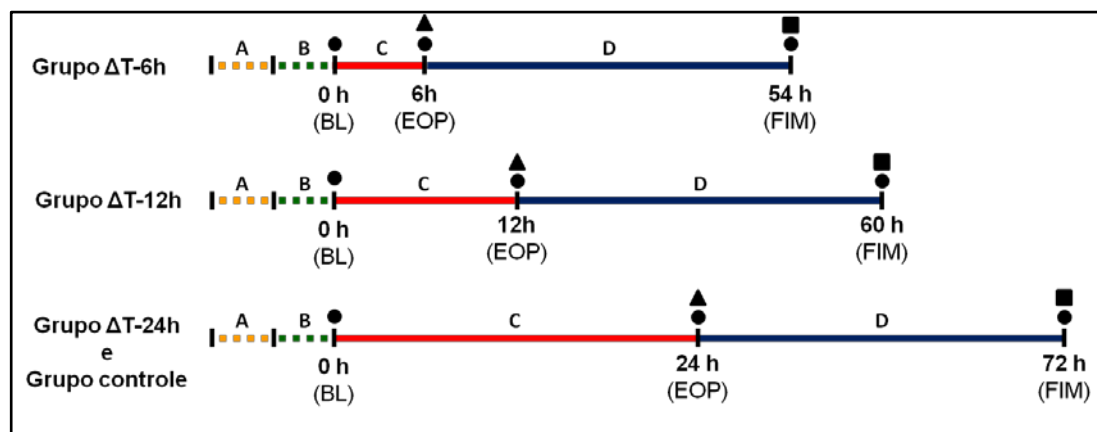 A B C D
Grupo ΔT-6h
0 h 6h 54 h
(BL) (EOP) (FIM)
A B C D
Grupo ΔT-12h
0 h 12h 60 h
(BL) (EOP) (FIM)
Grupo ΔT-24h
e
Grupo controle
A B C D
0 h 24 h 72 h
(BL) (EOP) (FIM)